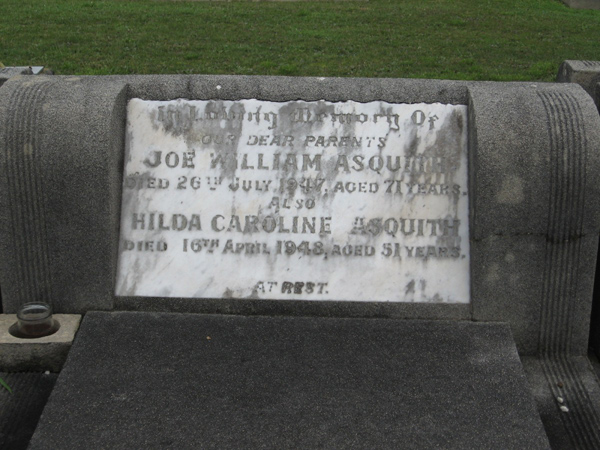 In Loving Memory Of
OUR DEAR PARENTS
JOE WILLIAM ASQUITH
DIED 26TH JULY 1947, AGED 71 YEARS.
ALSO
HILDA CAROLINE ASQUITH
DIED 16TH APRIL 1948, AGED 51 YEARS.
AT REST.